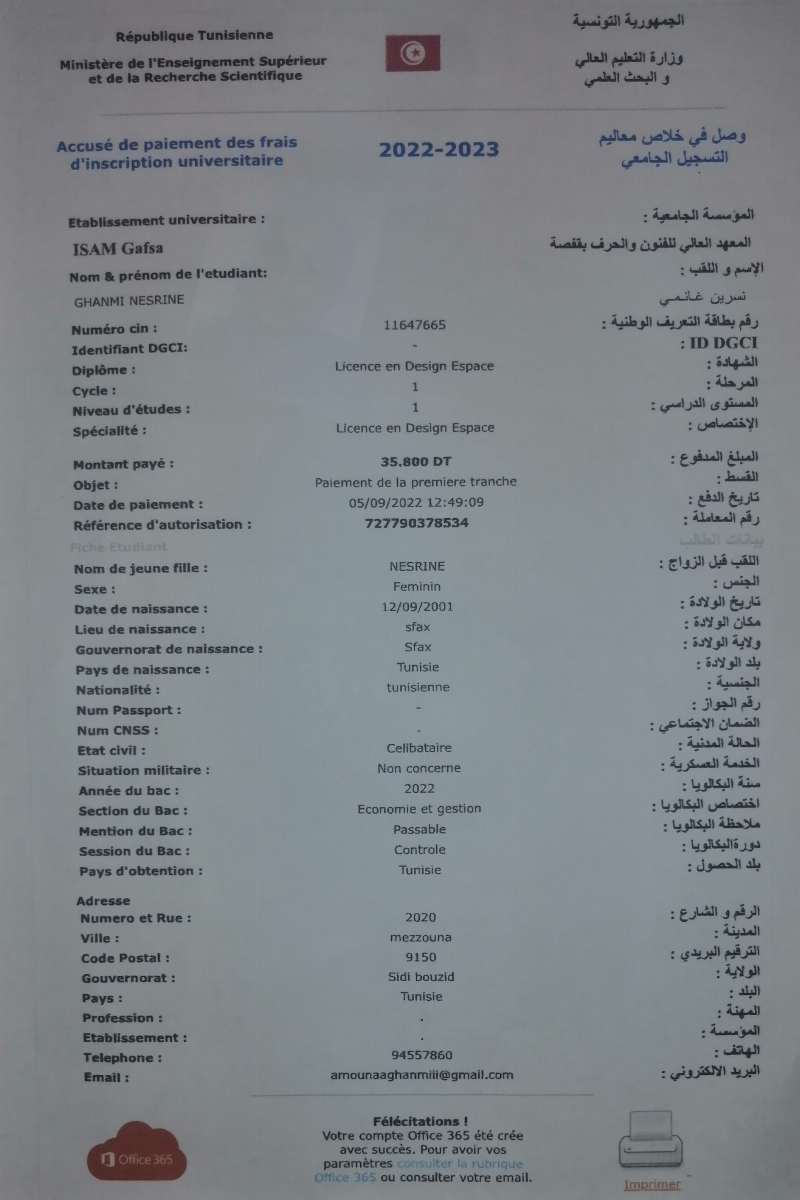 République Tunisienne
الجمهورية التونسية
Ministère de l'Enseignement Supérieur
et de la Recherche Scientifique
وزارة التعليم العالي
و البحث العلمي
Accusé de paiement des frais
d'inscription universitaire
2022-2023
وصل في خلاص معاليم
التسجيل الجامعي
Etablissement universitaire : المؤسسة الجامعية :
ISAM Gafsa المعهد العالي للفنون والحرف بقفصة
Nom & prénom de l'etudiant: الإسم و اللقب :
GHANMI NESRINE نسرين غانمي
Numéro cin : 11647665 رقم بطاقة التعريف الوطنية :
Identifiant DGCI: - ID DGCI :
Diplôme : Licence en Design Espace الشهادة :
Cycle : 1 المرحلة :
Niveau d'études : 1 المستوى الدراسي :
Spécialité : Licence en Design Espace الإختصاص :
Montant payé : 35.800 DT المبلغ المدفوع :
Objet : Paiement de la premiere tranche القسط :
Date de paiement : 05/09/2022 12:49:09 تاريخ الدفع :
Référence d'autorisation : 727790378534 رقم المعاملة :
Fiche Etudiant بيانات الطالب
Nom de jeune fille : NESRINE اللقب قبل الزواج :
Sexe : Feminin الجنس :
Date de naissance : 12/09/2001 تاريخ الولادة :
Lieu de naissance : sfax مكان الولادة :
Gouvernorat de naissance : Sfax ولاية الولادة :
Pays de naissance : Tunisie بلد الولادة :
Nationalité : tunisienne الجنسية :
Num Passport : - رقم الجواز :
Num CNSS : . الضمان الاجتماعي :
Etat civil : Celibataire الحالة المدنية :
Situation militaire : Non concerne الخدمة العسكرية :
Année du bac : 2022 سنة البكالويا :
Section du Bac : Economie et gestion اختصاص البكالويا :
Mention du Bac : Passable ملاحظة البكالويا :
Session du Bac : Controle دورةالبكالويا :
Pays d'obtention : Tunisie بلد الحصول :
Adresse
Numero et Rue : 2020 الرقم و الشارع :
Ville : mezzouna المدينة :
Code Postal : 9150 الترقيم البريدي :
Gouvernorat : Sidi bouzid الولاية :
Pays : Tunisie البلد :
Profession : . المهنة :
Etablissement : . المؤسسة :
Telephone : 94557860 الهاتف :
Email : amounaaghanmiii@gmail.com البريد الالكتروني :
Office 365
Félécitations !
Votre compte Office 365 été crée
avec succès. Pour avoir vos
paramètres consulter la rubrique
Office 365 ou consulter votre email.
Imprimer